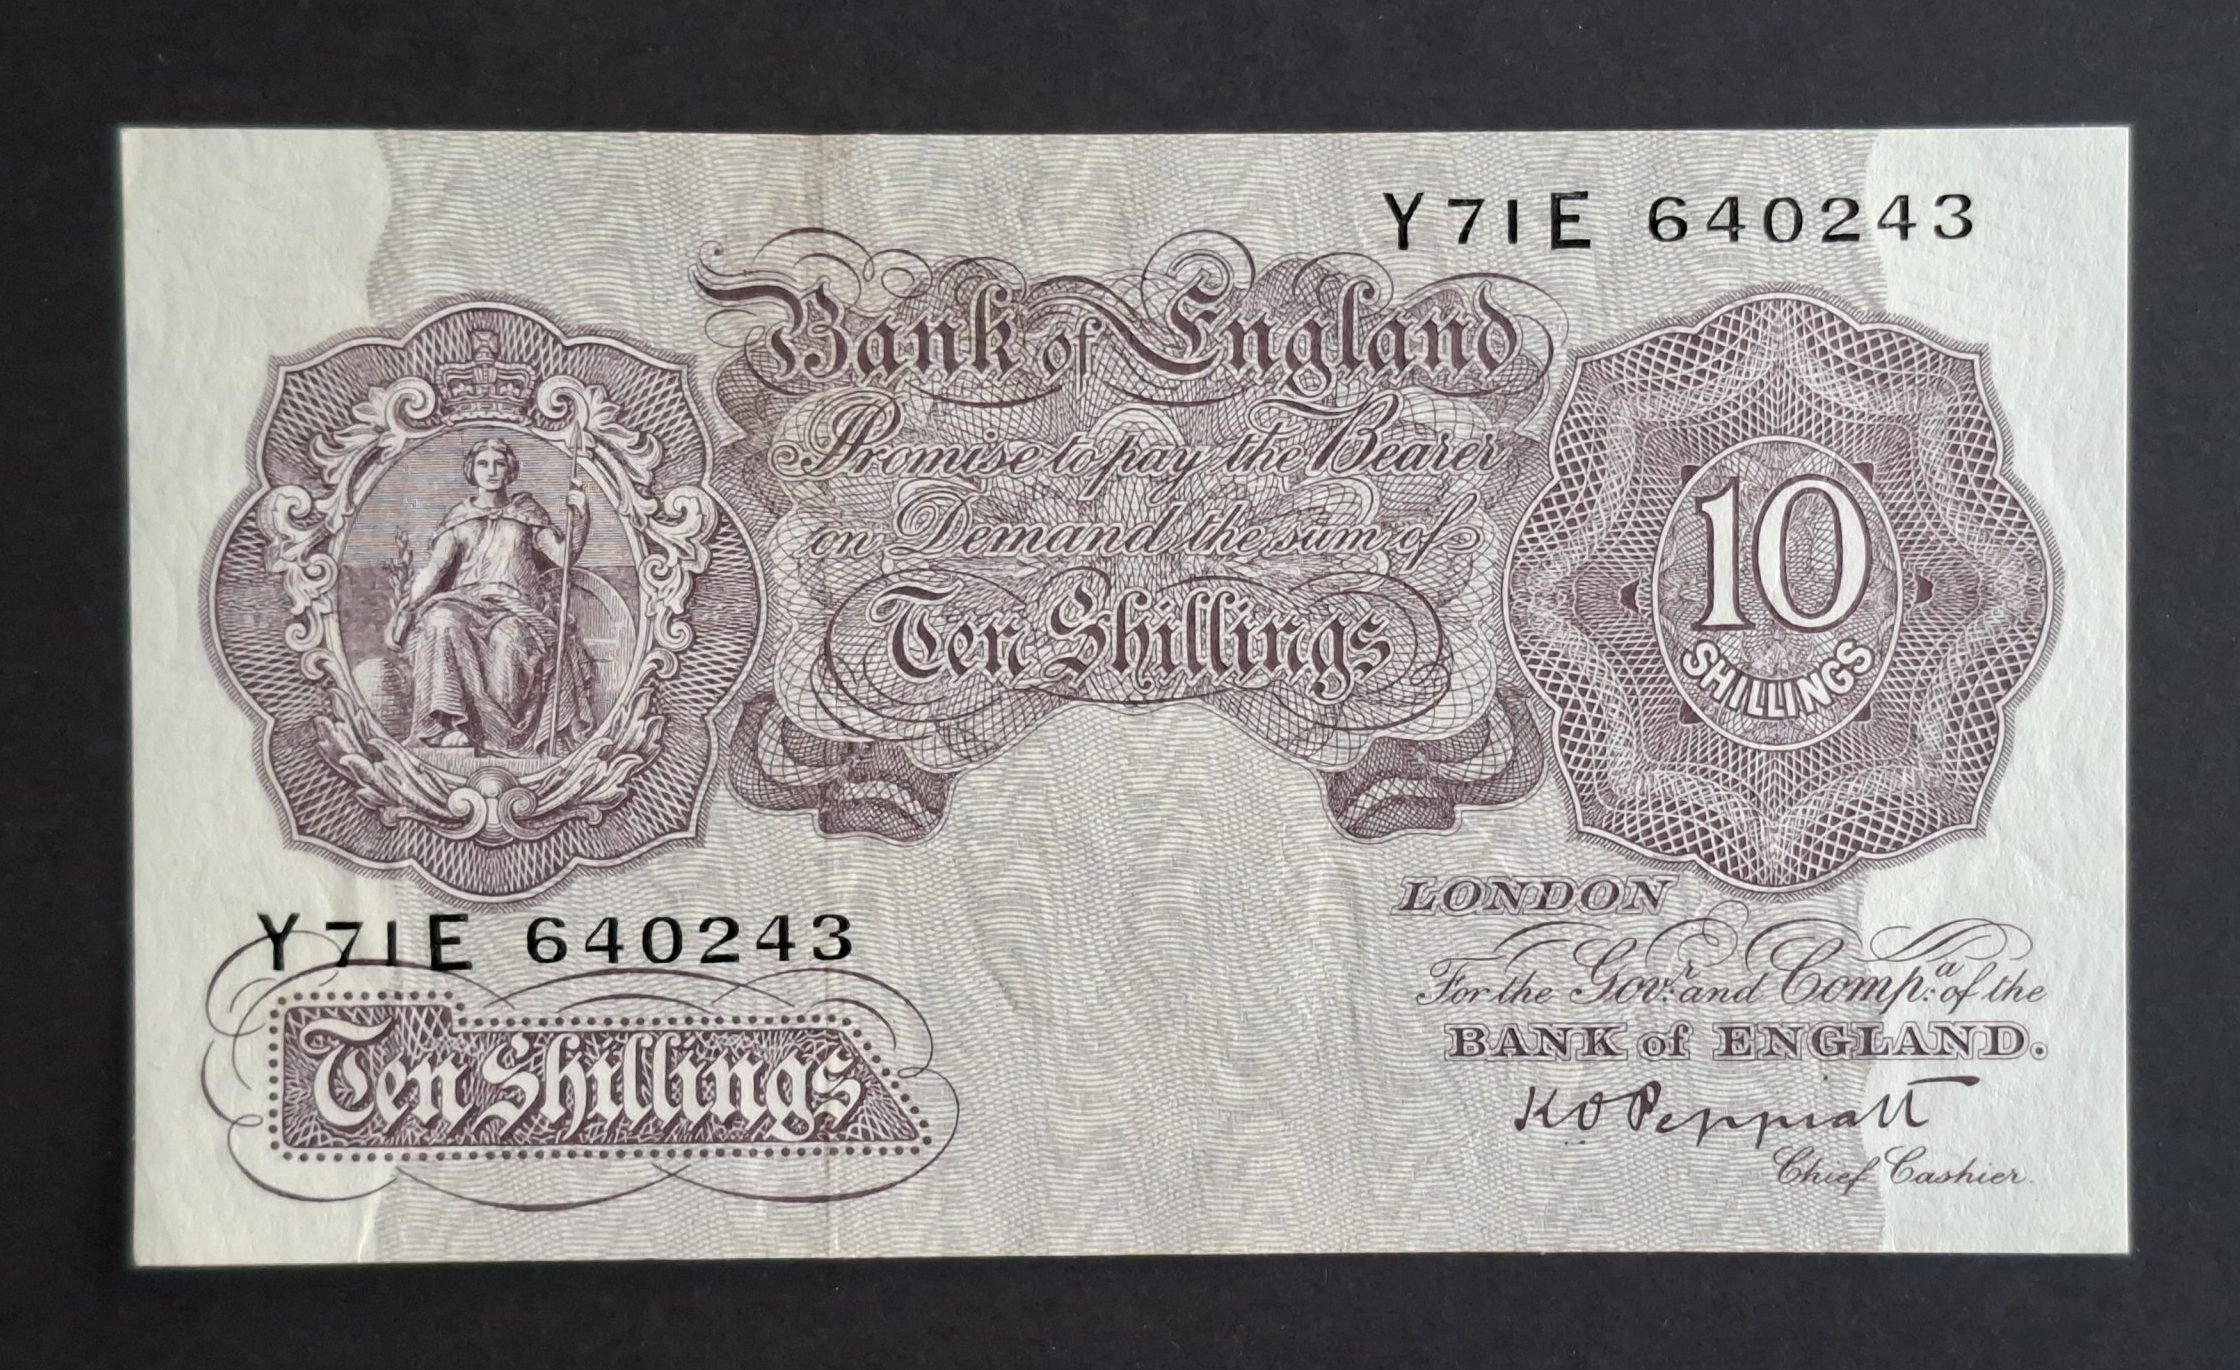 Y71E 640243
Bank of England
Promise to pay the Bearer
on Demand the sum of
Ten Shillings
10
SHILLINGS
Y71E 640243
Ten Shillings
LONDON
For the Govr. and Compa. of the
BANK of ENGLAND.
K O Peppiatt
Chief Cashier.